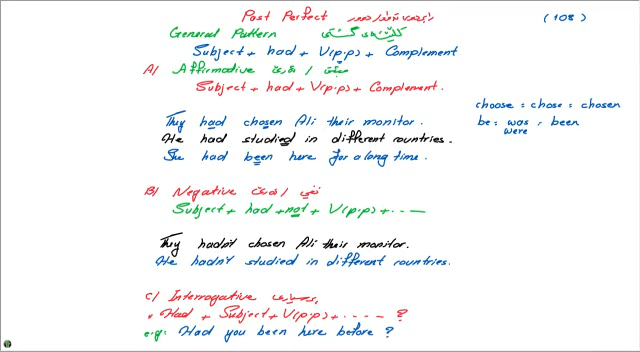 Past Perfect
(108)
General Pattern
Subject + had + V(p.p) + Complement
A) Affirmative /
Subject + had + V(p.p) + Complement.
choose : chose : chosen
They had chosen Ali their monitor.
be : was , been
were
He had studied in different countries.
She had been here for a long time.
B) Negative /
Subject + had + not + V(p.p) + ---
They hadn't chosen Ali their monitor.
He hadn't studied in different countries.
C) Interrogative
Had + Subject + V(p.p) + ---- ?
e.g: Had you been here before ?